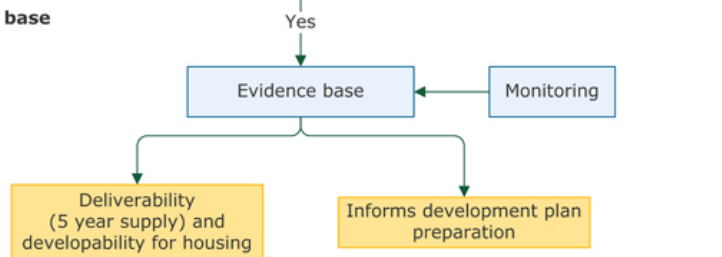 base
Yes
Evidence base
Monitoring
Deliverability
(5 year supply) and
developability for housing
Informs development plan
preparation